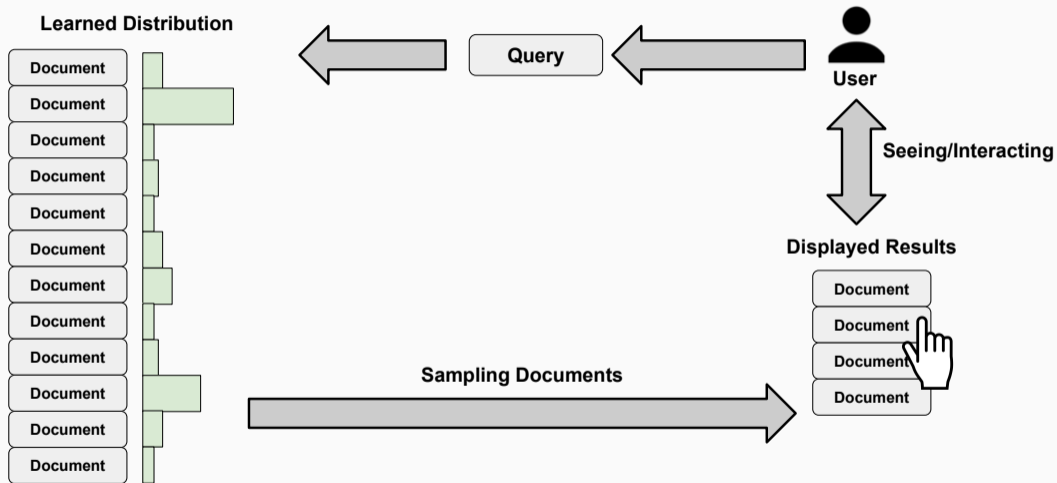 Learned Distribution
Document
Document
Document
Document
Document
Document
Document
Document
Document
Document
Document
Document
Query
User
Seeing/Interacting
Displayed Results
Document
Document
Document
Document
Sampling Documents